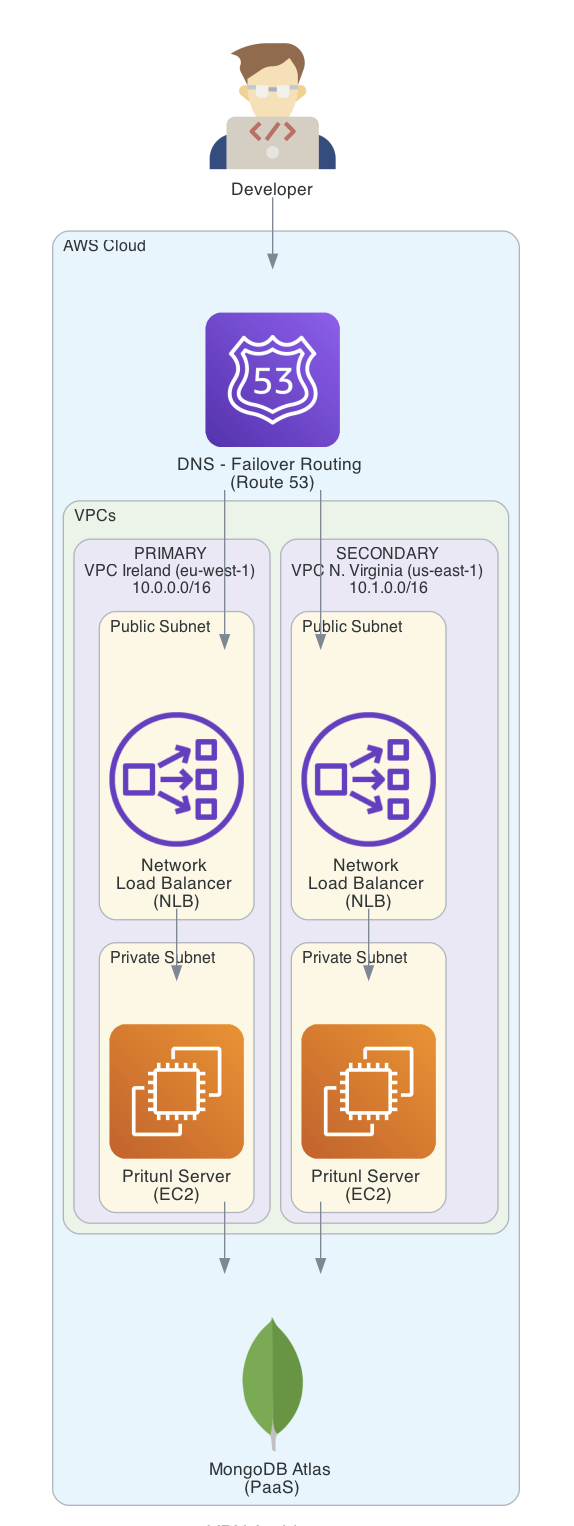 Developer
AWS Cloud
53
DNS - Failover Routing
(Route 53)
VPCs
PRIMARY
VPC Ireland (eu-west-1)
10.0.0.0/16
SECONDARY
VPC N. Virginia (us-east-1)
10.1.0.0/16
Public Subnet
Public Subnet
Network
Load Balancer
(NLB)
Network
Load Balancer
(NLB)
Private Subnet
Private Subnet
Pritunl Server
(EC2)
Pritunl Server
(EC2)
MongoDB Atlas
(PaaS)